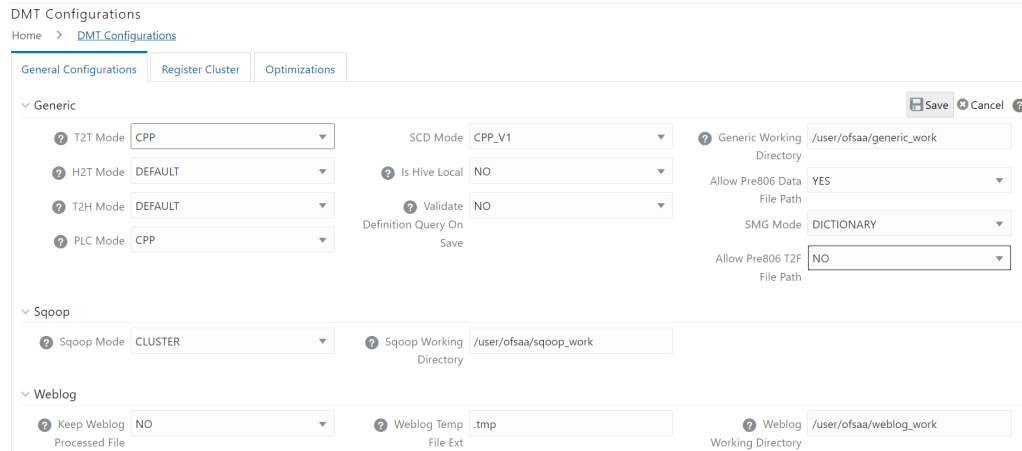 DMT Configurations
Home > DMT Configurations
General Configurations Register Cluster Optimizations
Generic Save Cancel
T2T Mode CPP SCD Mode CPP_V1 Generic Working Directory /user/ofsaa/generic_work
H2T Mode DEFAULT Is Hive Local NO Allow Pre806 Data File Path YES
T2H Mode DEFAULT Validate Definition Query On Save NO SMG Mode DICTIONARY
PLC Mode CPP Allow Pre806 T2F File Path NO
Sqoop
Sqoop Mode CLUSTER Sqoop Working Directory /user/ofsaa/sqoop_work
Weblog
Keep Weblog Processed File NO Weblog Temp File Ext .tmp Weblog Working Directory /user/ofsaa/weblog_work